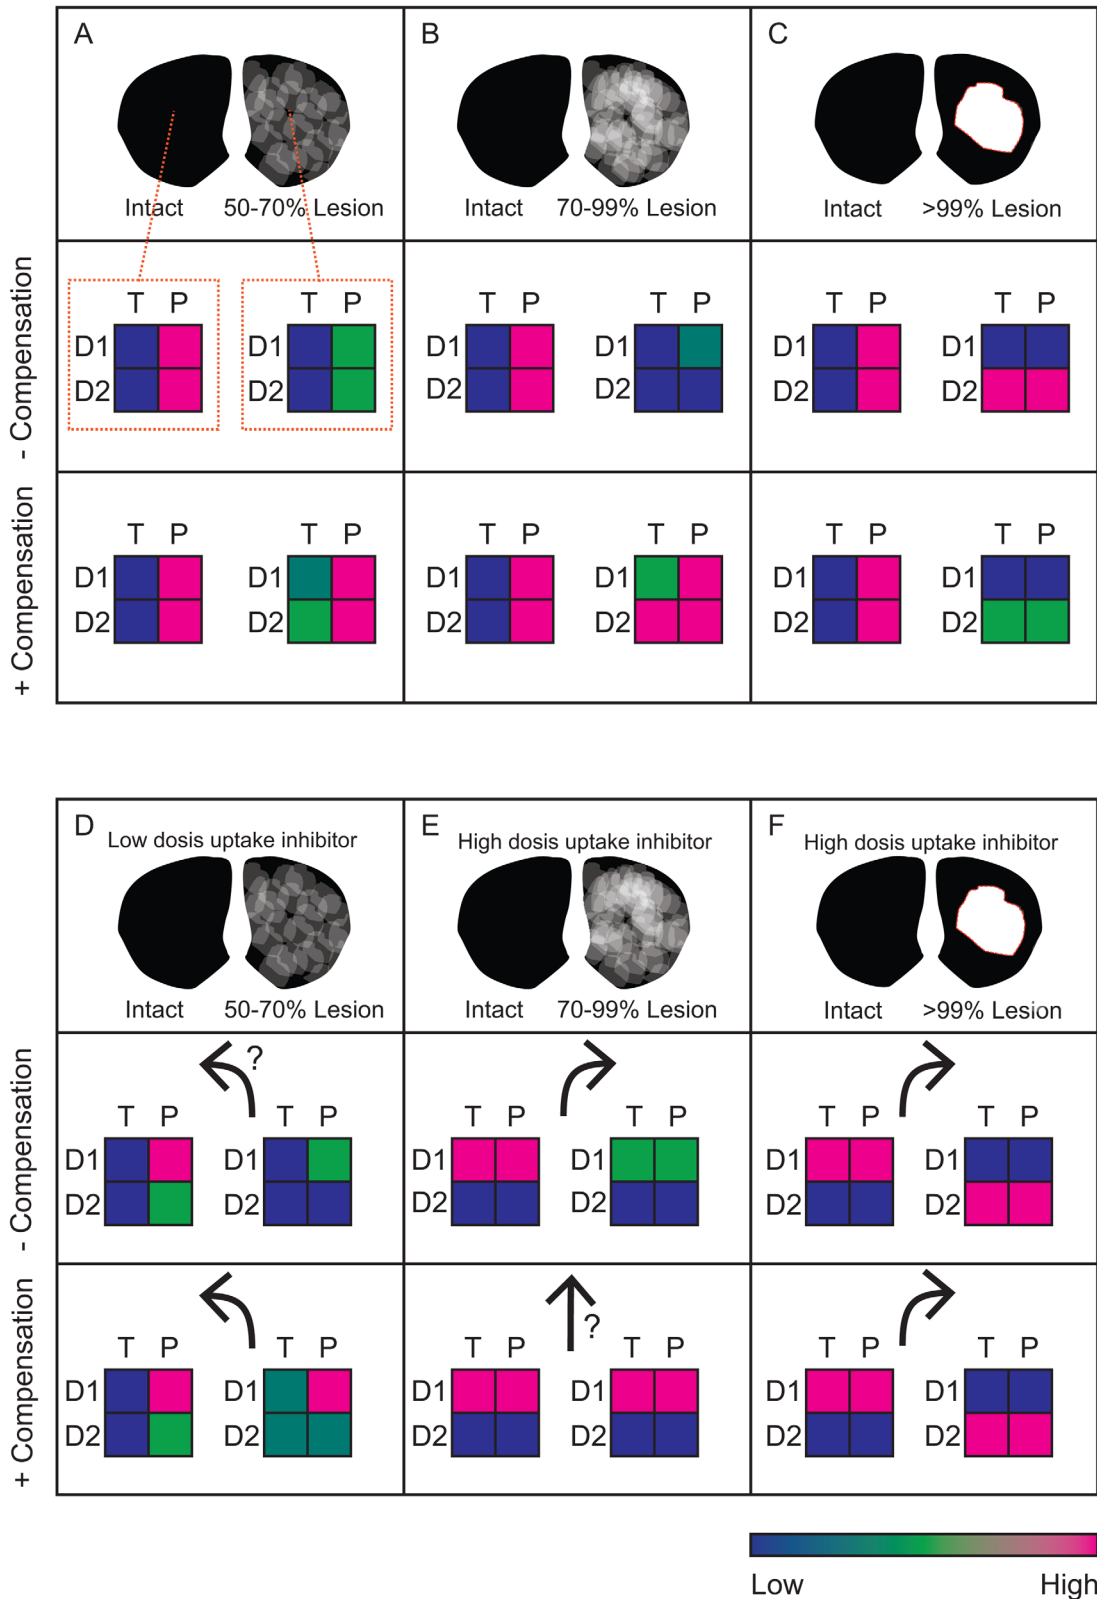 A
B
C
Intact
50-70% Lesion
Intact
70-99% Lesion
Intact
>99% Lesion
- Compensation
T P
T P
T P
T P
T P
T P
D1
D1
D1
D1
D1
D1
D2
D2
D2
D2
D2
D2
+ Compensation
T P
T P
T P
T P
T P
T P
D1
D1
D1
D1
D1
D1
D2
D2
D2
D2
D2
D2
D
E
F
Low dosis uptake inhibitor
High dosis uptake inhibitor
High dosis uptake inhibitor
Intact
50-70% Lesion
Intact
70-99% Lesion
Intact
>99% Lesion
- Compensation
?
T P
T P
T P
T P
T P
T P
D1
D1
D1
D1
D1
D1
D2
D2
D2
D2
D2
D2
+ Compensation
?
T P
T P
T P
T P
T P
T P
D1
D1
D1
D1
D1
D1
D2
D2
D2
D2
D2
D2
Low
High